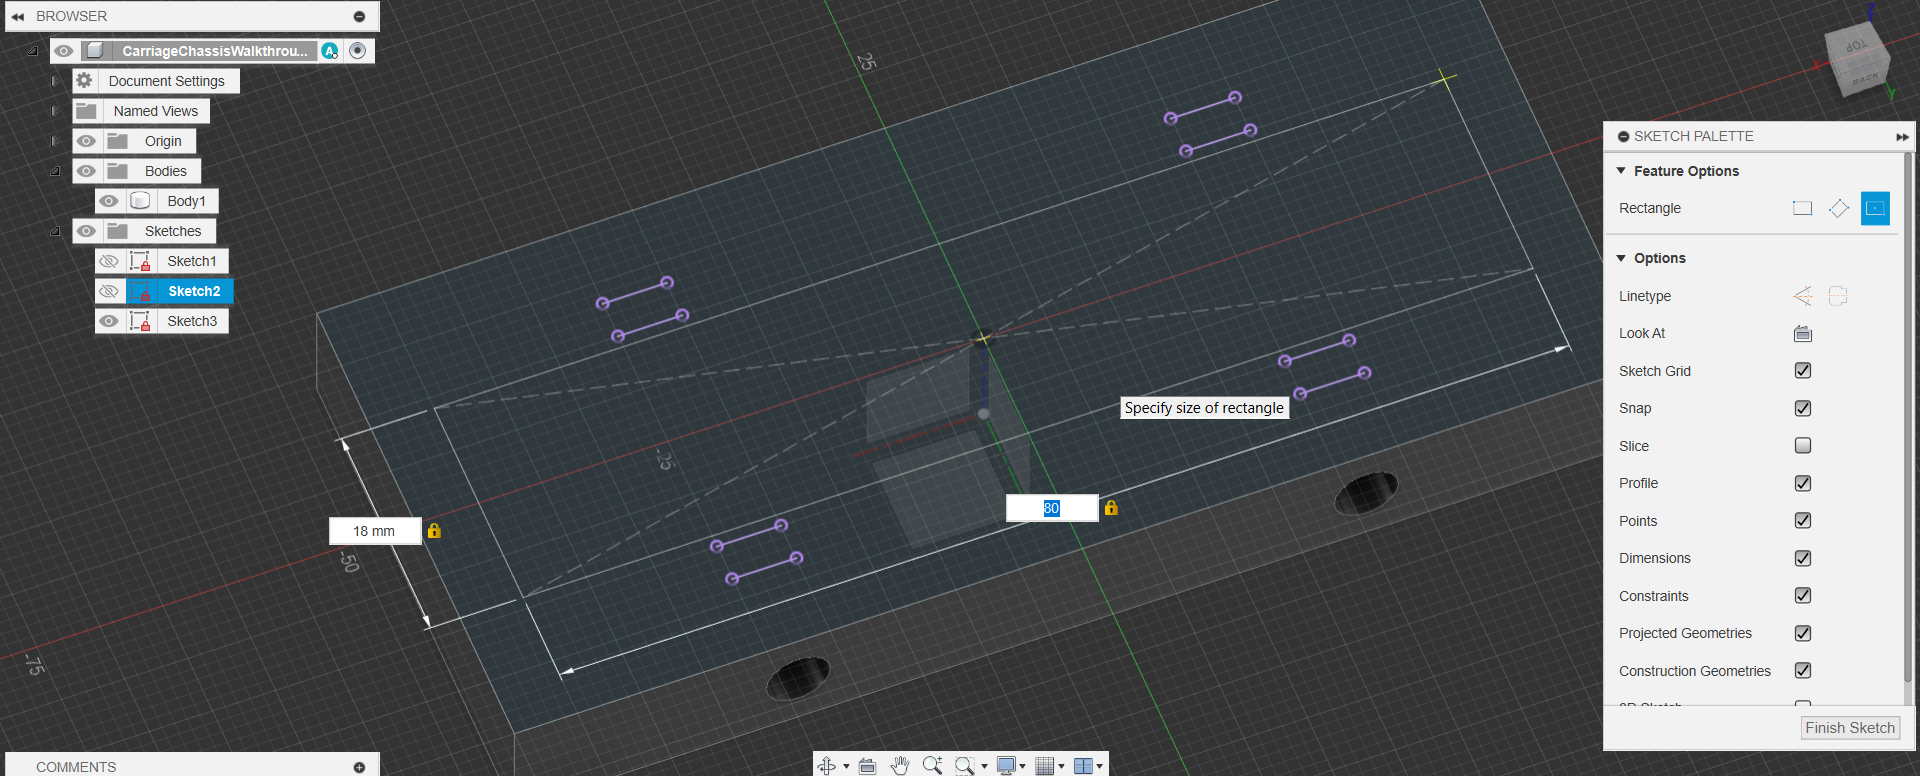 BROWSER
CarriageChassisWalkthrou...
A
Document Settings
Named Views
Origin
Bodies
Body1
Sketches
Sketch1
Sketch2
Sketch3
COMMENTS
25
-25
-50
-75
18 mm
80
Specify size of rectangle
Z
X
Y
TOP
BACK
SKETCH PALETTE
Feature Options
Rectangle
Options
Linetype
Look At
Sketch Grid
Snap
Slice
Profile
Points
Dimensions
Constraints
Projected Geometries
Construction Geometries
3D Sketch
Finish Sketch